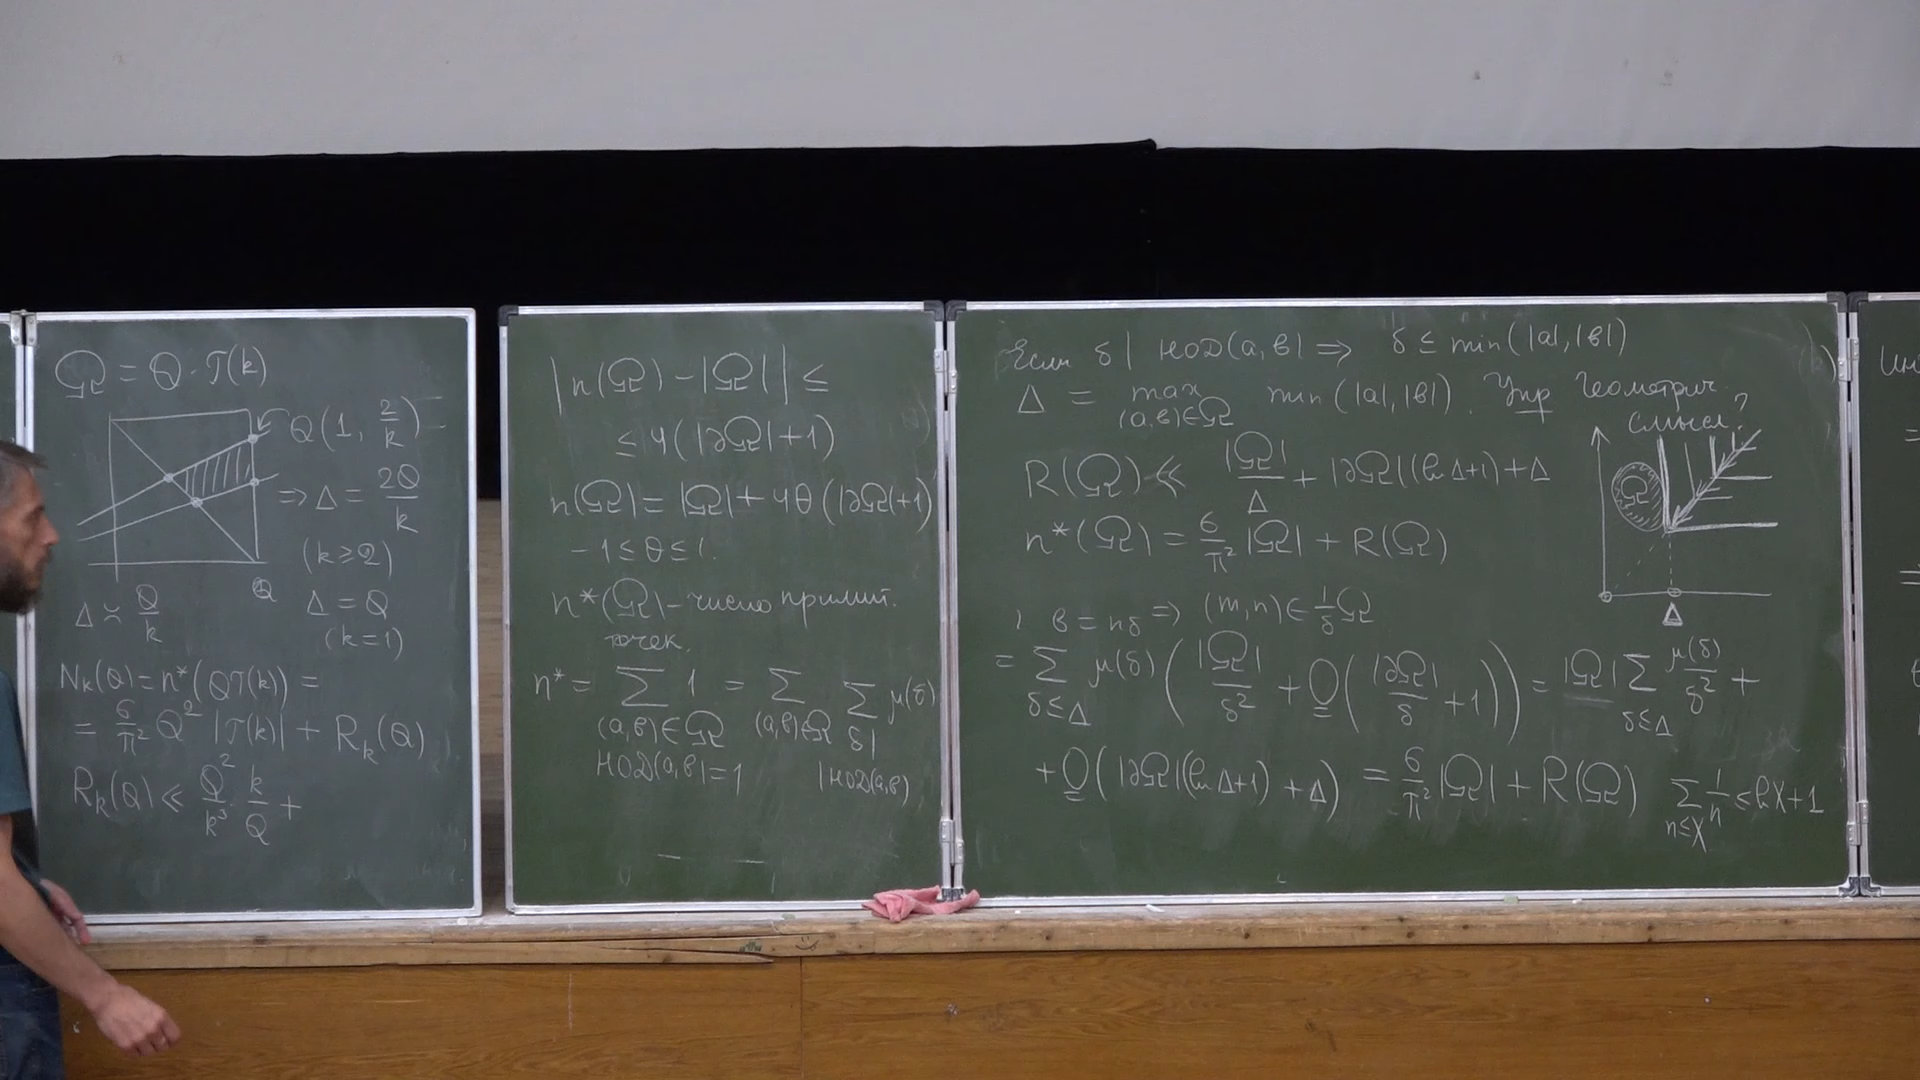 Ω = Q · T(k)
Q(1, 2/k)
⇒ Δ = 2Q/k
(k ≥ 2)
Q
Δ ≍ Q/k
Δ = Q
(k=1)
N_k(Q) = n*(QT(k)) =
= 6/π² Q² |T(k)| + R_k(Q)
R_k(Q) ≪ Q²/k³ · k/Q +
|n(Ω) − |Ω|| ≤
≤ 4(|∂Ω|+1)
n(Ω) = |Ω| + 4θ(|∂Ω|+1)
−1 ≤ θ ≤ 1.
n*(Ω) – число примит.
точек.
n* = Σ 1 = Σ Σ μ(δ)
(a,b)∈Ω (a,b)∈Ω δ|
НОД(a,b)=1 |НОД(a,b)
Если δ | НОД(a,b) ⇒ δ ≤ min(|a|,|b|)
Δ = max min(|a|,|b|). Упр Геометрич.
(a,b)∈Ω смысл?
R(Ω) ≪ |Ω|/Δ + |∂Ω|(ln Δ+1) + Δ
Ω
n*(Ω) = 6/π² |Ω| + R(Ω)
Δ
b = nδ ⇒ (m,n) ∈ 1/δ Ω
= Σ μ(δ) (|Ω|/δ² + O(|∂Ω|/δ + 1)) = |Ω| Σ μ(δ)/δ² +
δ≤Δ δ≤Δ
+ O(|∂Ω|(ln Δ+1) + Δ) = 6/π² |Ω| + R(Ω) Σ 1/n ≤ ln X + 1
n≤X